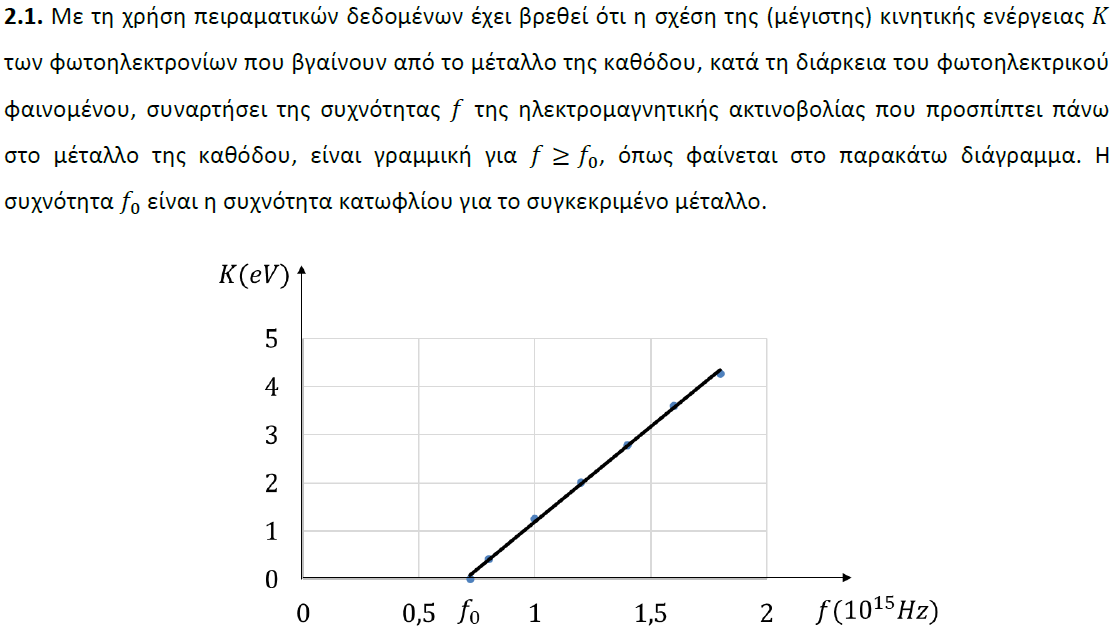 2.1. Με τη χρήση πειραματικών δεδομένων έχει βρεθεί ότι η σχέση της (μέγιστης) κινητικής ενέργειας K
των φωτοηλεκτρονίων που βγαίνουν από το μέταλλο της καθόδου, κατά τη διάρκεια του φωτοηλεκτρικού
φαινομένου, συναρτήσει της συχνότητας f της ηλεκτρομαγνητικής ακτινοβολίας που προσπίπτει πάνω
στο μέταλλο της καθόδου, είναι γραμμική για f ≥ f₀, όπως φαίνεται στο παρακάτω διάγραμμα. Η
συχνότητα f₀ είναι η συχνότητα κατωφλίου για το συγκεκριμένο μέταλλο.
K(eV)
5
4
3
2
1
0
0 0,5 f₀ 1 1,5 2 f(10¹⁵Hz)